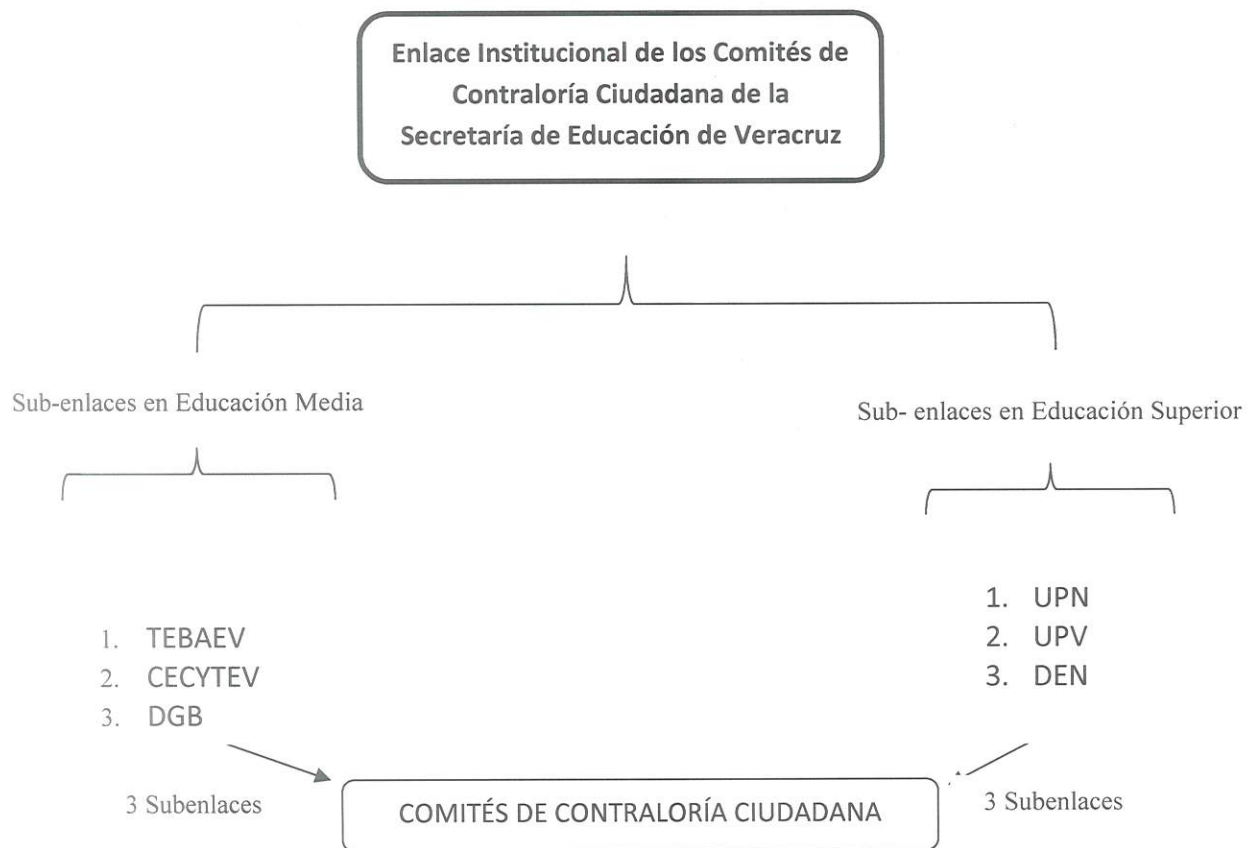 Enlace Institucional de los Comités de
Contraloría Ciudadana de la
Secretaría de Educación de Veracruz
Sub-enlaces en Educación Media
Sub- enlaces en Educación Superior
1. TEBAEV
2. CECYTEV
3. DGB
1. UPN
2. UPV
3. DEN
3 Subenlaces
COMITÉS DE CONTRALORÍA CIUDADANA
3 Subenlaces